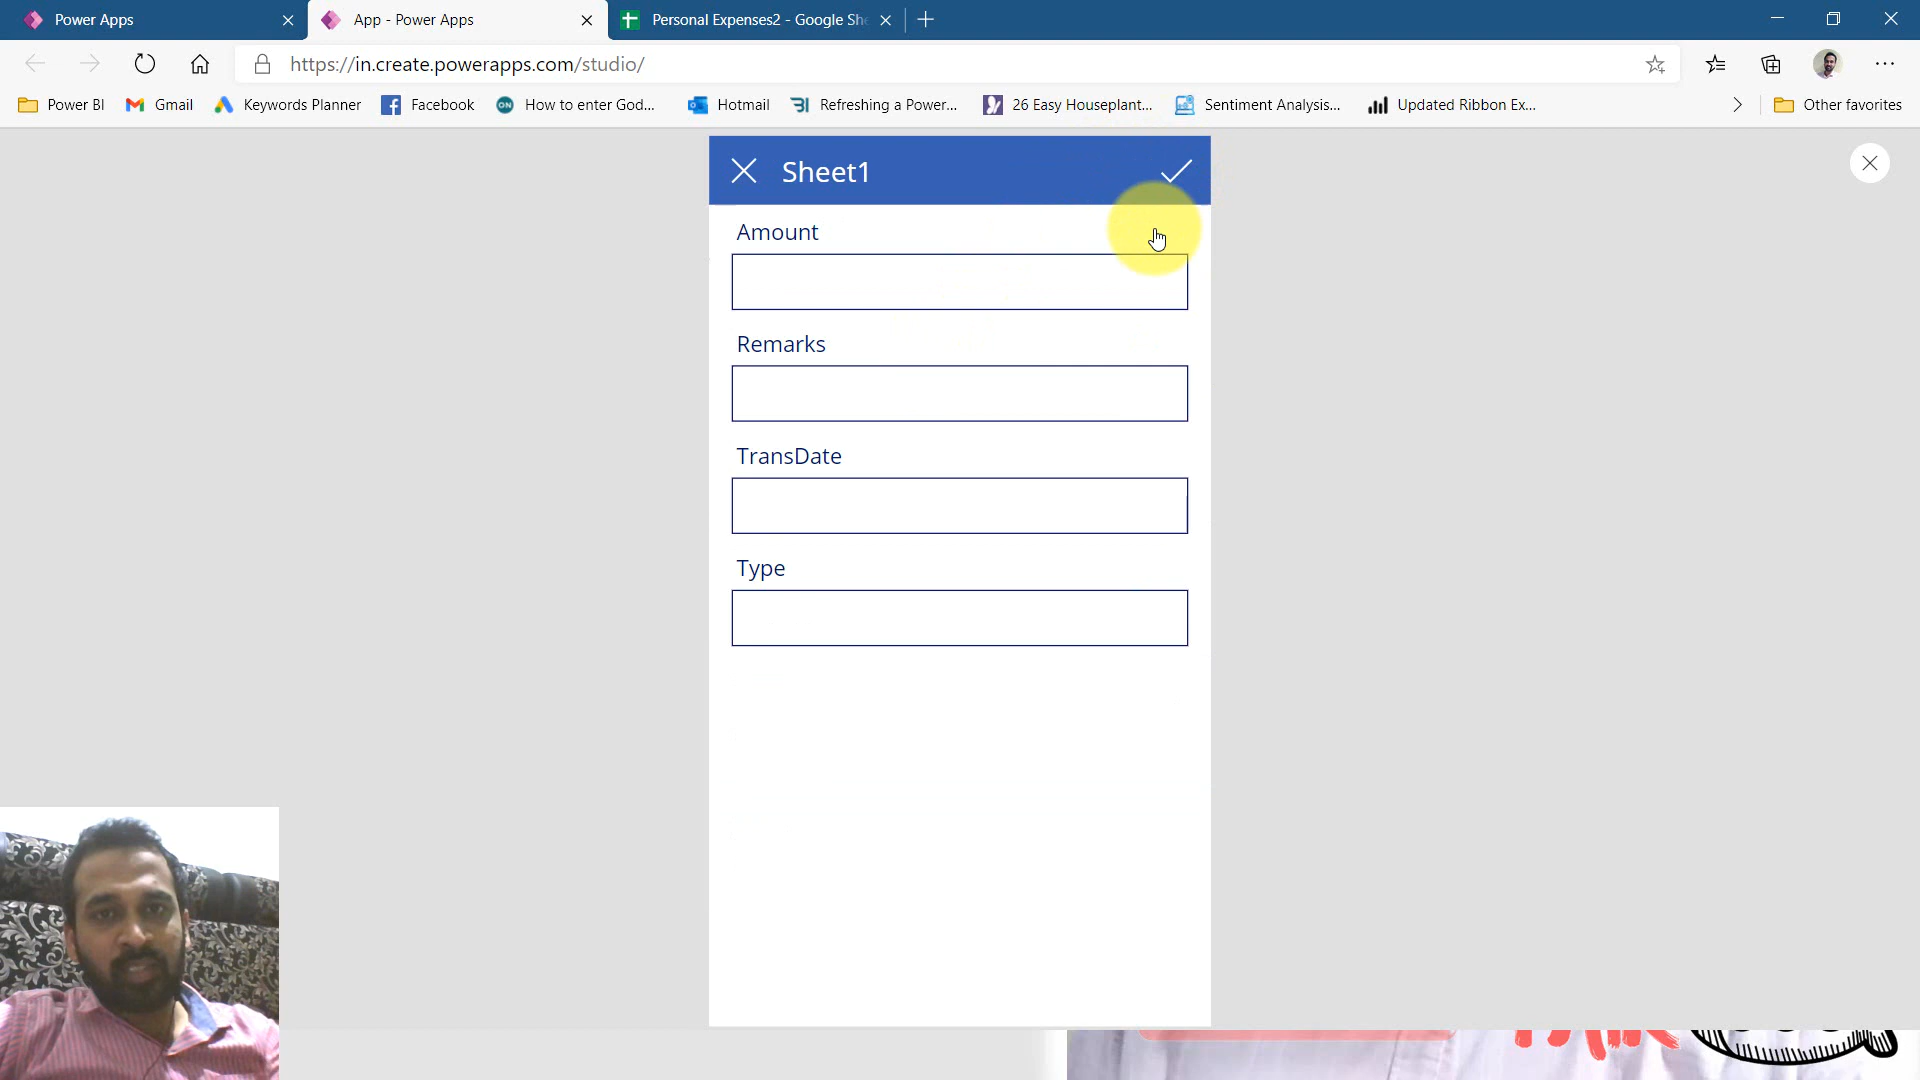 Power Apps
App - Power Apps
Personal Expenses2 - Google She
https://in.create.powerapps.com/studio/
Power BI
Gmail
Keywords Planner
Facebook
ON
How to enter God...
Hotmail
Refreshing a Power...
26 Easy Houseplant...
Sentiment Analysis...
Updated Ribbon Ex...
Other favorites
Sheet1
Amount
Remarks
TransDate
Type